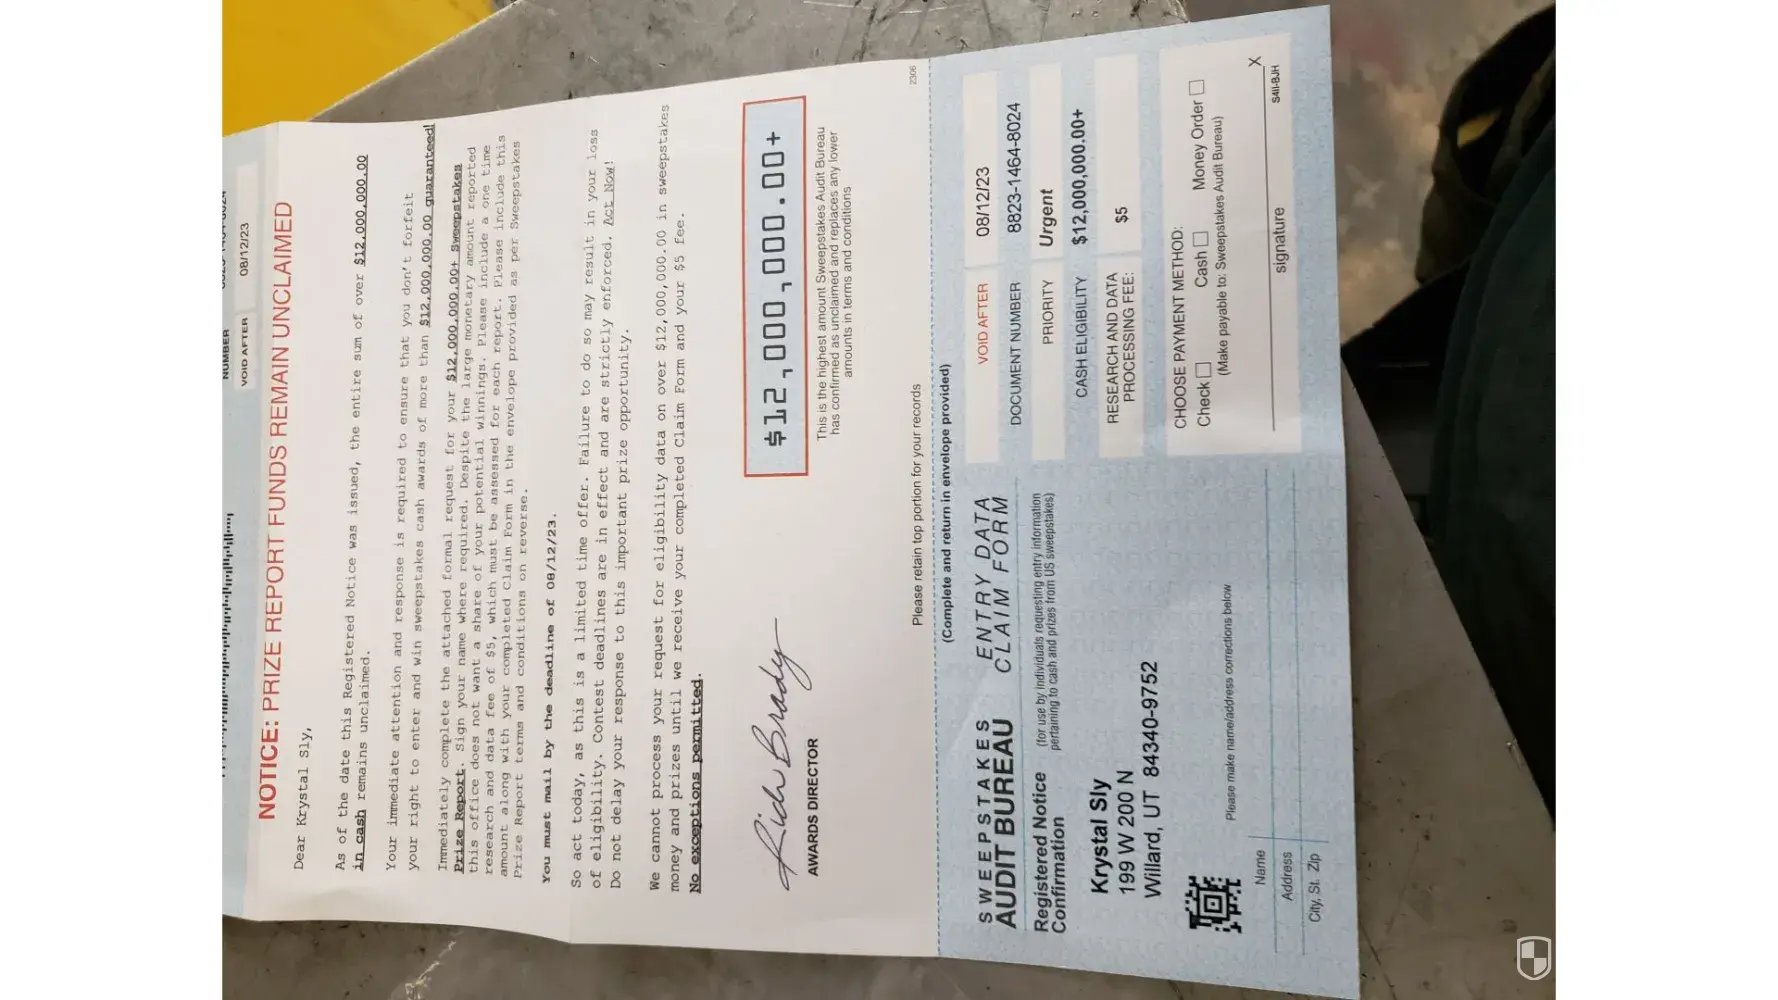 NUMBER
VOID AFTER 08/12/23
NOTICE: PRIZE REPORT FUNDS REMAIN UNCLAIMED
Dear Krystal Sly,
As of the date this Registered Notice was issued, the entire sum of over $12,000,000.00
in cash remains unclaimed.
Your immediate attention and response is required to ensure that you don't forfeit
your right to enter and win sweepstakes cash awards of more than $12,000,000.00 guaranteed!
Immediately complete the attached formal request for your $12,000,000.00+ Sweepstakes
Prize Report. Sign your name where required. Despite the large monetary amount reported
this office does not want a share of your potential winnings. Please include a one time
research and data fee of $5, which must be assessed for each report. Please include this
amount along with your completed Claim Form in the envelope provided as per Sweepstakes
Prize Report terms and conditions on reverse.
You must mail by the deadline of 08/12/23.
So act today, as this is a limited time offer. Failure to do so may result in your loss
of eligibility. Contest deadlines are in effect and are strictly enforced. Act Now!
Do not delay your response to this important prize opportunity.
We cannot process your request for eligibility data on over $12,000,000.00 in sweepstakes
money and prizes until we receive your completed Claim Form and your $5 fee.
No exceptions permitted.
$12,000,000.00+
This is the highest amount Sweepstakes Audit Bureau
has confirmed as unclaimed and replaces any lower
amounts in terms and conditions
Rich Brady
AWARDS DIRECTOR
2306
Please retain top portion for your records
(Complete and return in envelope provided)
SWEEPSTAKES
AUDIT BUREAU
ENTRY DATA
CLAIM FORM
Registered Notice
Confirmation
(for use by individuals requesting entry information
pertaining to cash and prizes from US sweepstakes)
Krystal Sly
199 W 200 N
Willard, UT 84340-9752
Please make name/address corrections below.
Name
Address
City, St. Zip
VOID AFTER 08/12/23
DOCUMENT NUMBER 8823-1464-8024
PRIORITY Urgent
CASH ELIGIBILITY $12,000,000.00+
RESEARCH AND DATA
PROCESSING FEE: $5
CHOOSE PAYMENT METHOD:
Check Cash Money Order
(Make payable to: Sweepstakes Audit Bureau)
X
signature
S4II-BJH